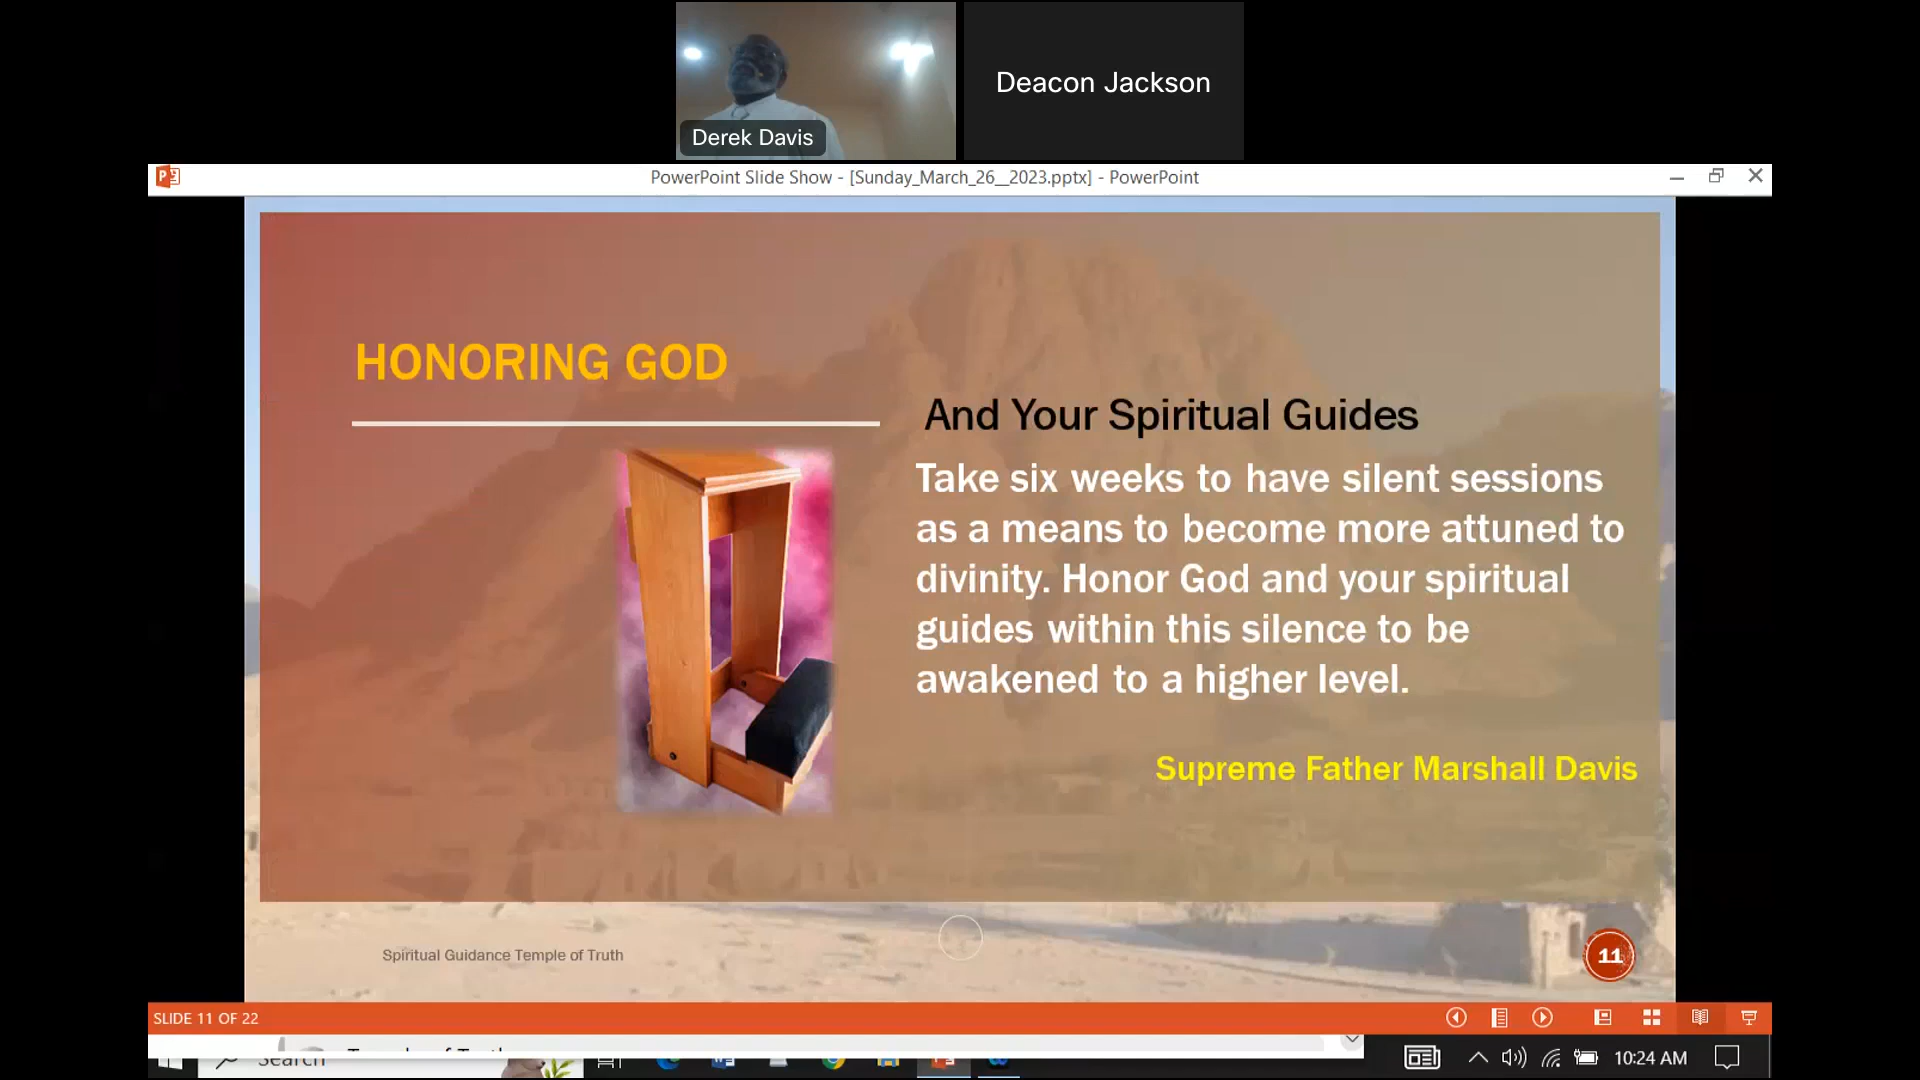 Deacon Jackson
Derek Davis
PowerPoint Slide Show - [Sunday_March_26__2023.pptx] - PowerPoint
HONORING GOD
And Your Spiritual Guides
Take six weeks to have silent sessions
as a means to become more attuned to
divinity. Honor God and your spiritual
guides within this silence to be
awakened to a higher level.
Supreme Father Marshall Davis
Spiritual Guidance Temple of Truth
11
SLIDE 11 OF 22
Search
10:24 AM